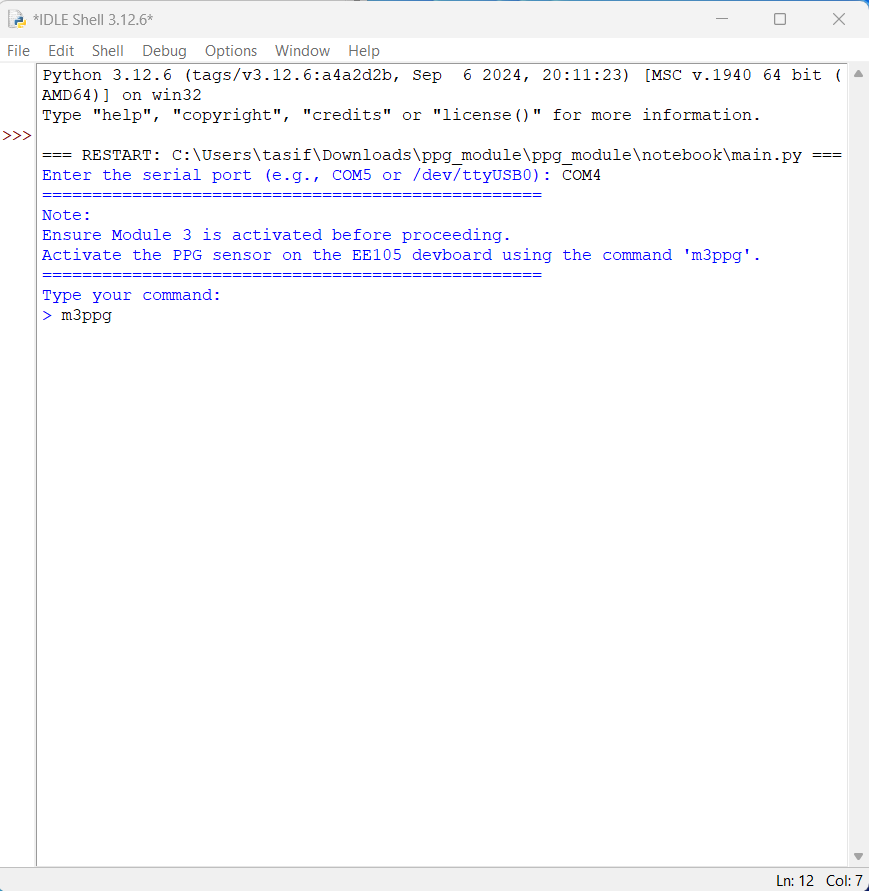 *IDLE Shell 3.12.6*
File Edit Shell Debug Options Window Help
Python 3.12.6 (tags/v3.12.6:a4a2d2b, Sep  6 2024, 20:11:23) [MSC v.1940 64 bit (
AMD64)] on win32
Type "help", "copyright", "credits" or "license()" for more information.
>>>
=== RESTART: C:\Users\tasif\Downloads\ppg_module\ppg_module\notebook\main.py ===
Enter the serial port (e.g., COM5 or /dev/ttyUSB0): COM4
==================================================
Note:
Ensure Module 3 is activated before proceeding.
Activate the PPG sensor on the EE105 devboard using the command 'm3ppg'.
==================================================
Type your command:
> m3ppg
Ln: 12 Col: 7